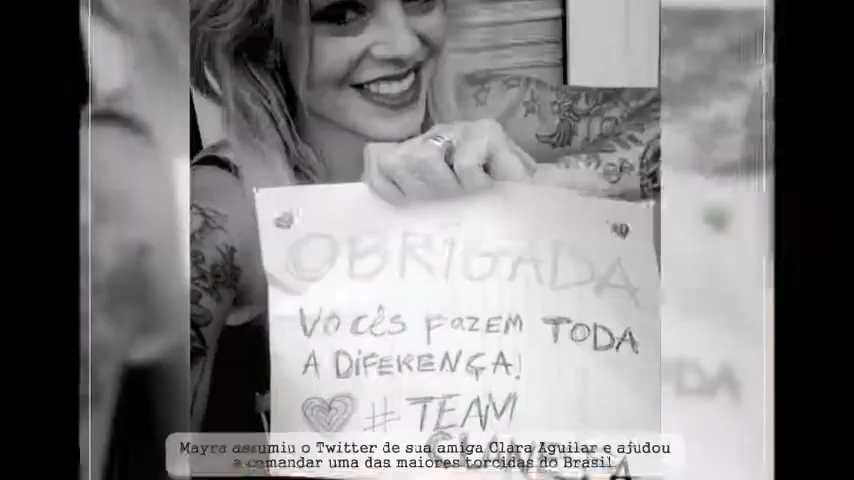 OBRIGADA
VOCÊS FAZEM TODA
A DIFERENÇA!
# TEAM
Mayra assumiu o Twitter de sua amiga Clara Aguilar e ajudou
a comandar uma das maiores torcidas do Brasil